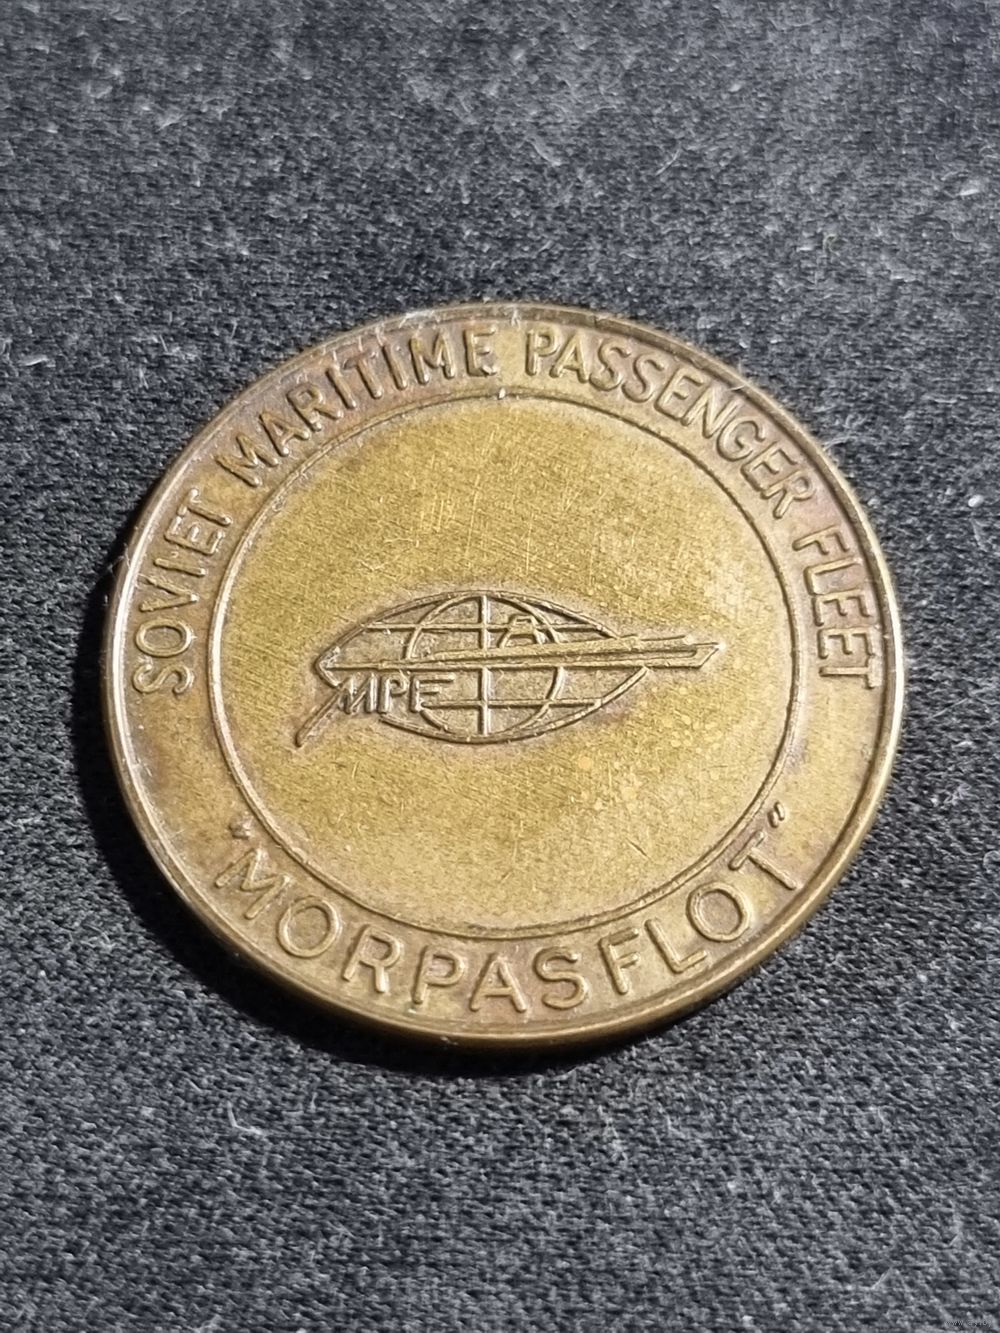 SOVIET MARITIME PASSENGER FLEET
MPF
"MORPASFLOT"